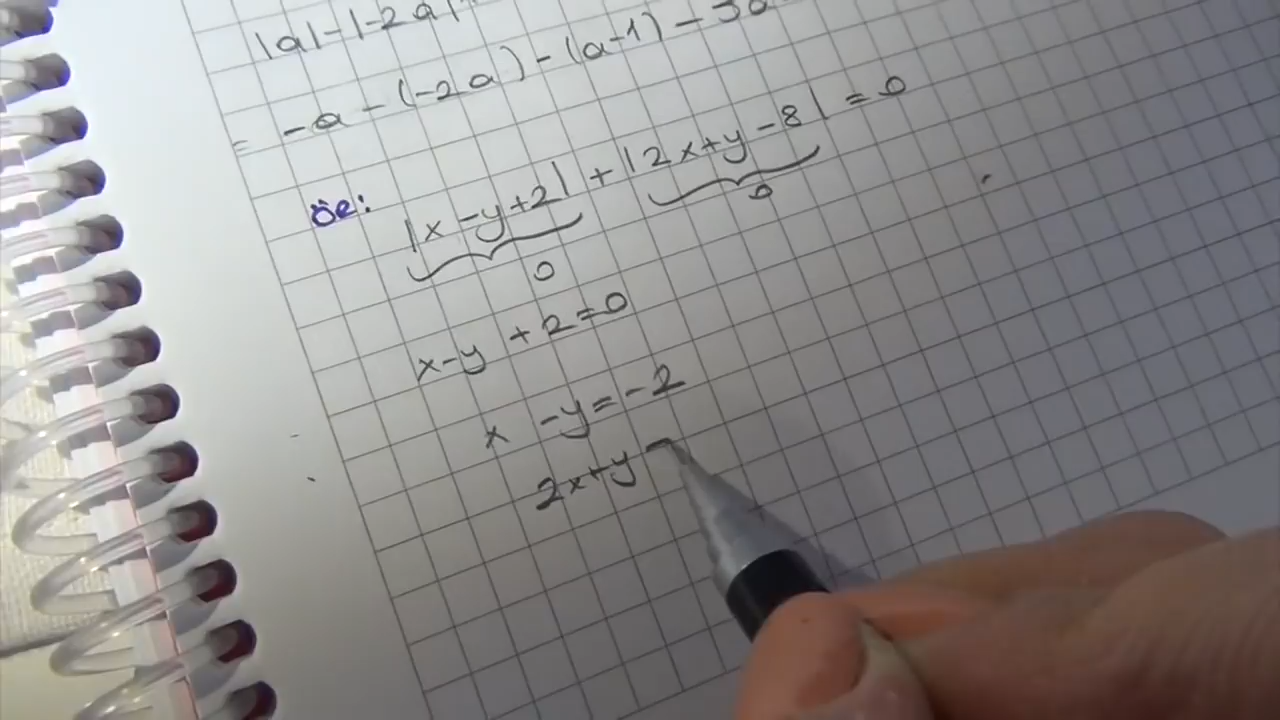 |a|-|-2a|
= -a-(-2a)-(a-1)-
öe: |x-y+2|+|2x+y-8|=0
0 0
x-y+2=0
x-y=-2
2x+y-